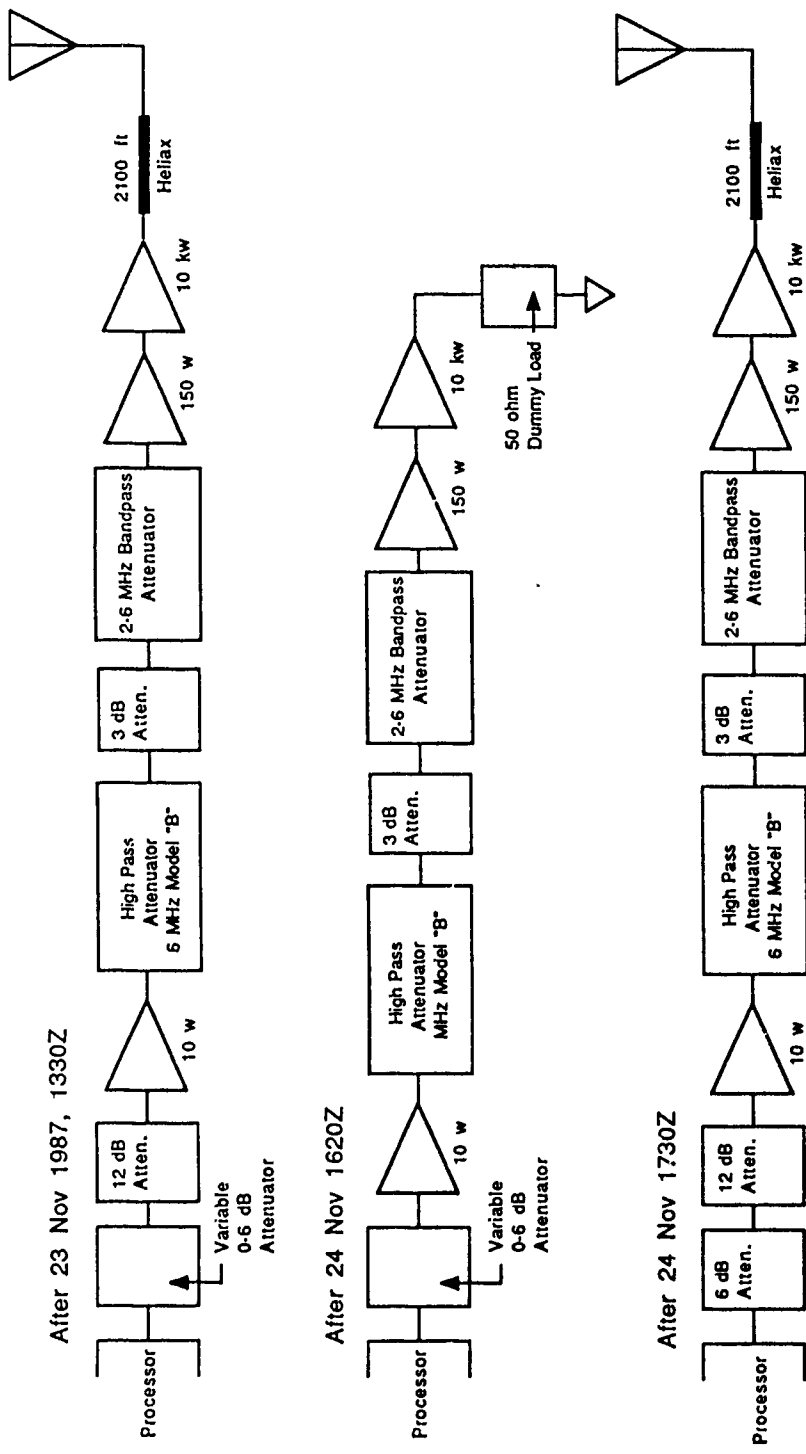 After 23 Nov 1987, 1330Z
Processor
Variable
0-6 dB
Attenuator
12 dB
Atten.
10 w
High Pass
Attenuator
6 MHz Model "B"
3 dB
Atten.
2-6 MHz Bandpass
Attenuator
150 w
10 kw
2100 ft
Heliax
After 24 Nov 1620Z
Processor
Variable
0-6 dB
Attenuator
10 w
High Pass
Attenuator
MHz Model "B"
3 dB
Atten.
2-6 MHz Bandpass
Attenuator
150 w
10 kw
50 ohm
Dummy Load
After 24 Nov 1730Z
Processor
6 dB
Atten.
12 dB
Atten.
10 w
High Pass
Attenuator
6 MHz Model "B"
3 dB
Atten.
2-6 MHz Bandpass
Attenuator
150 w
10 kw
2100 ft
Heliax